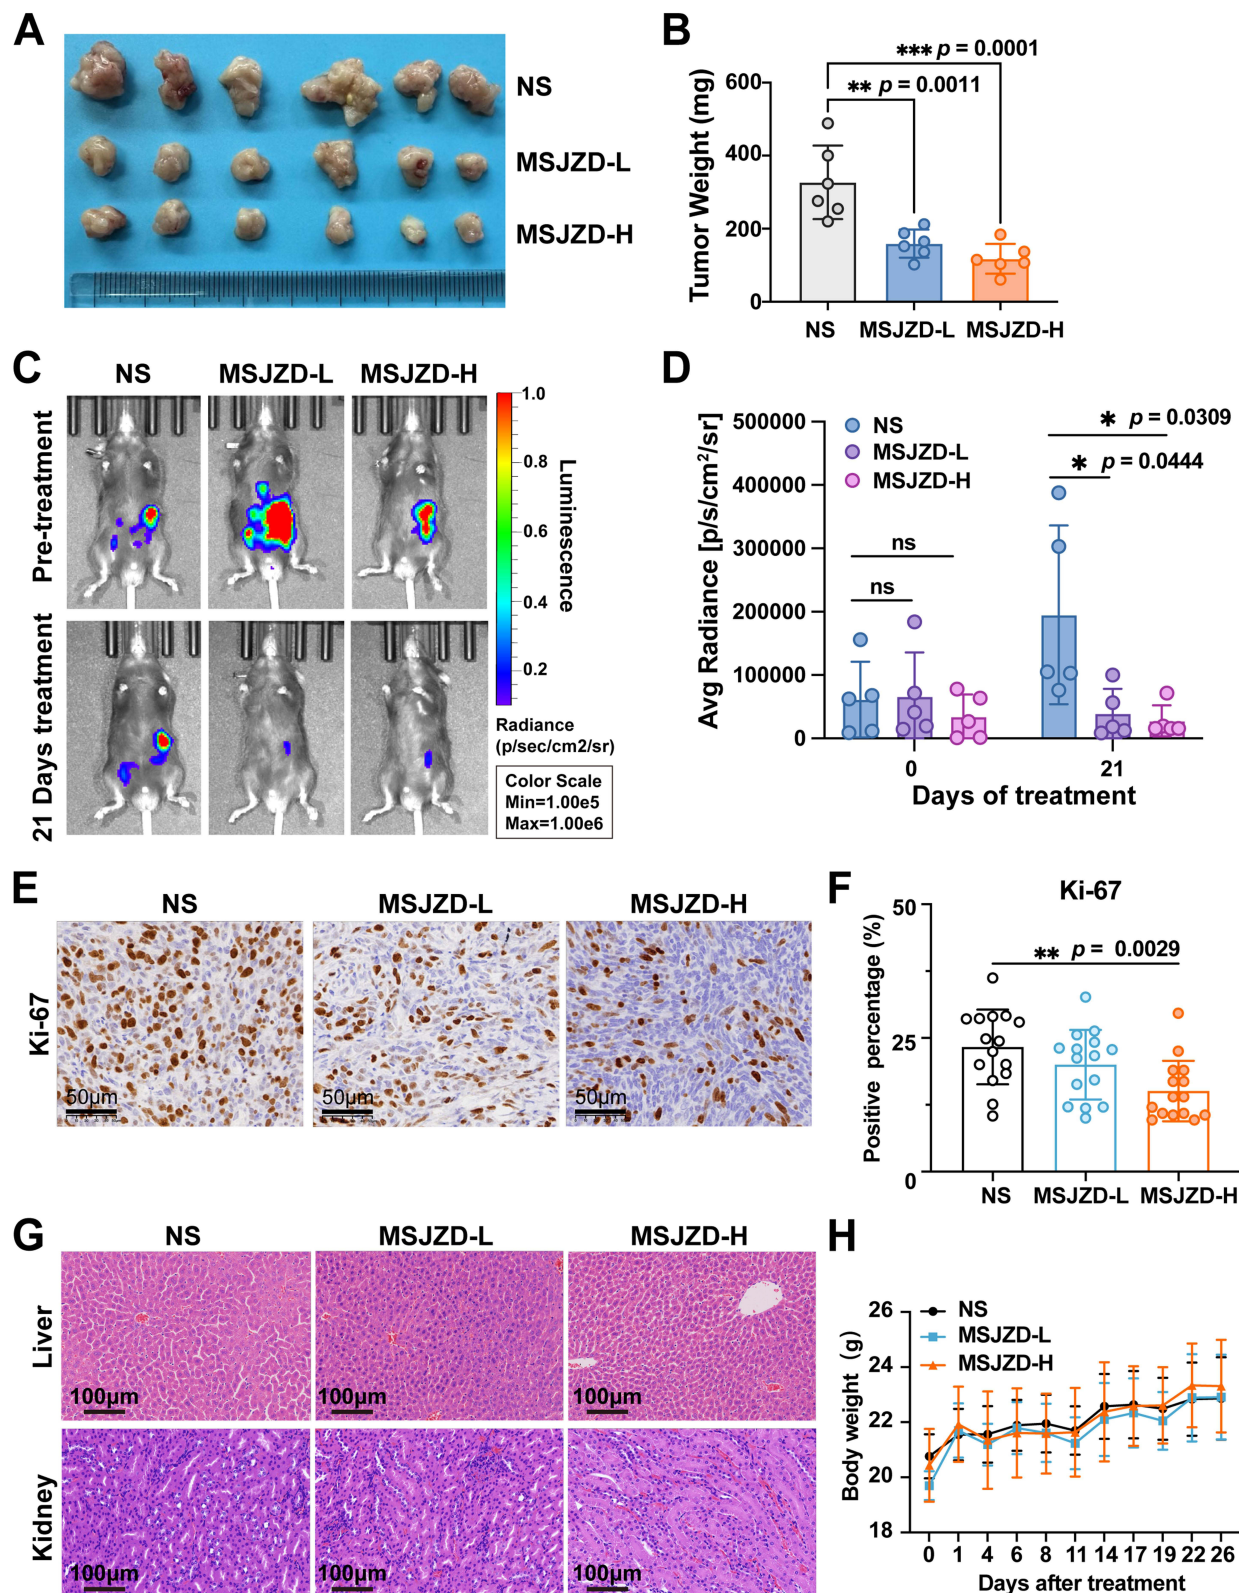 A
NS
MSJZD-L
MSJZD-H
B
*** p = 0.0001
** p = 0.0011
Tumor Weight (mg)
600
400
200
0
NS MSJZD-L MSJZD-H
C
NS MSJZD-L MSJZD-H
Pre-treatment
21 Days treatment
1.0
0.8
0.6
0.4
0.2
Luminescence
Radiance
(p/sec/cm2/sr)
Color Scale
Min=1.00e5
Max=1.00e6
D
Avg Radiance [p/s/cm²/sr]
500000
400000
300000
200000
100000
0
NS
MSJZD-L
MSJZD-H
* p = 0.0309
* p = 0.0444
ns
ns
0 21
Days of treatment
E
NS MSJZD-L MSJZD-H
Ki-67
50μm 50μm 50μm
F
Ki-67
Positive percentage (%)
50
25
0
** p = 0.0029
NS MSJZD-L MSJZD-H
G
NS MSJZD-L MSJZD-H
Liver
100μm 100μm 100μm
Kidney
100μm 100μm 100μm
H
Body weight (g)
26
24
22
20
18
NS
MSJZD-L
MSJZD-H
0 1 4 6 8 11 14 17 19 22 26
Days after treatment